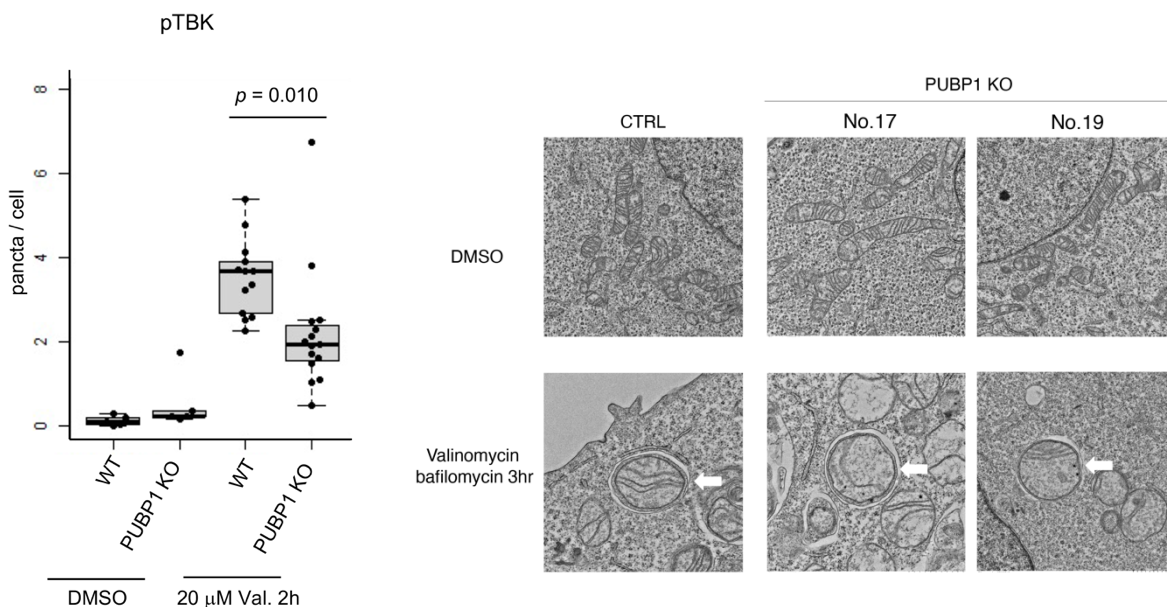 pTBK
8
6
4
2
0
pancta / cell
p = 0.010
WT
PUBP1 KO
WT
PUBP1 KO
DMSO
20 μM Val. 2h
PUBP1 KO
CTRL
No.17
No.19
DMSO
Valinomycin
bafilomycin 3hr